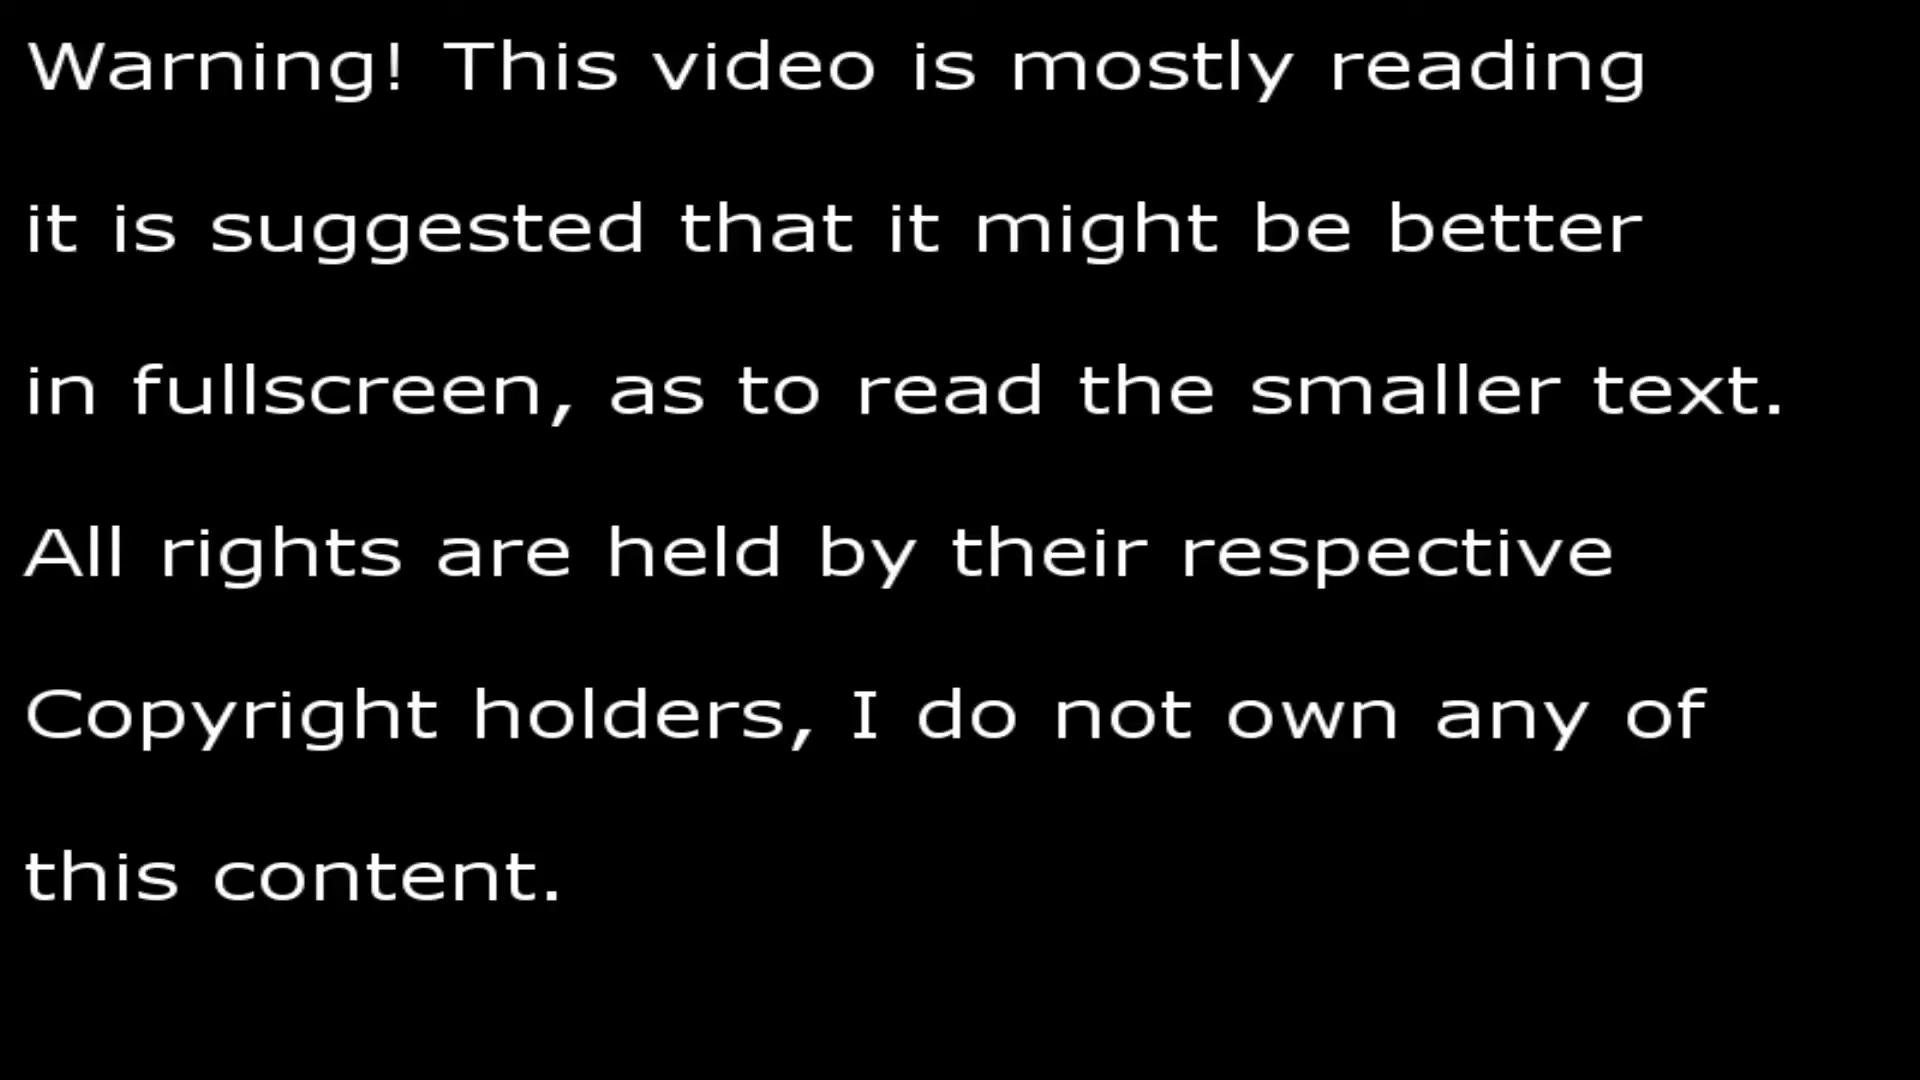 Warning! This video is mostly reading
it is suggested that it might be better
in fullscreen, as to read the smaller text.
All rights are held by their respective
Copyright holders, I do not own any of
this content.